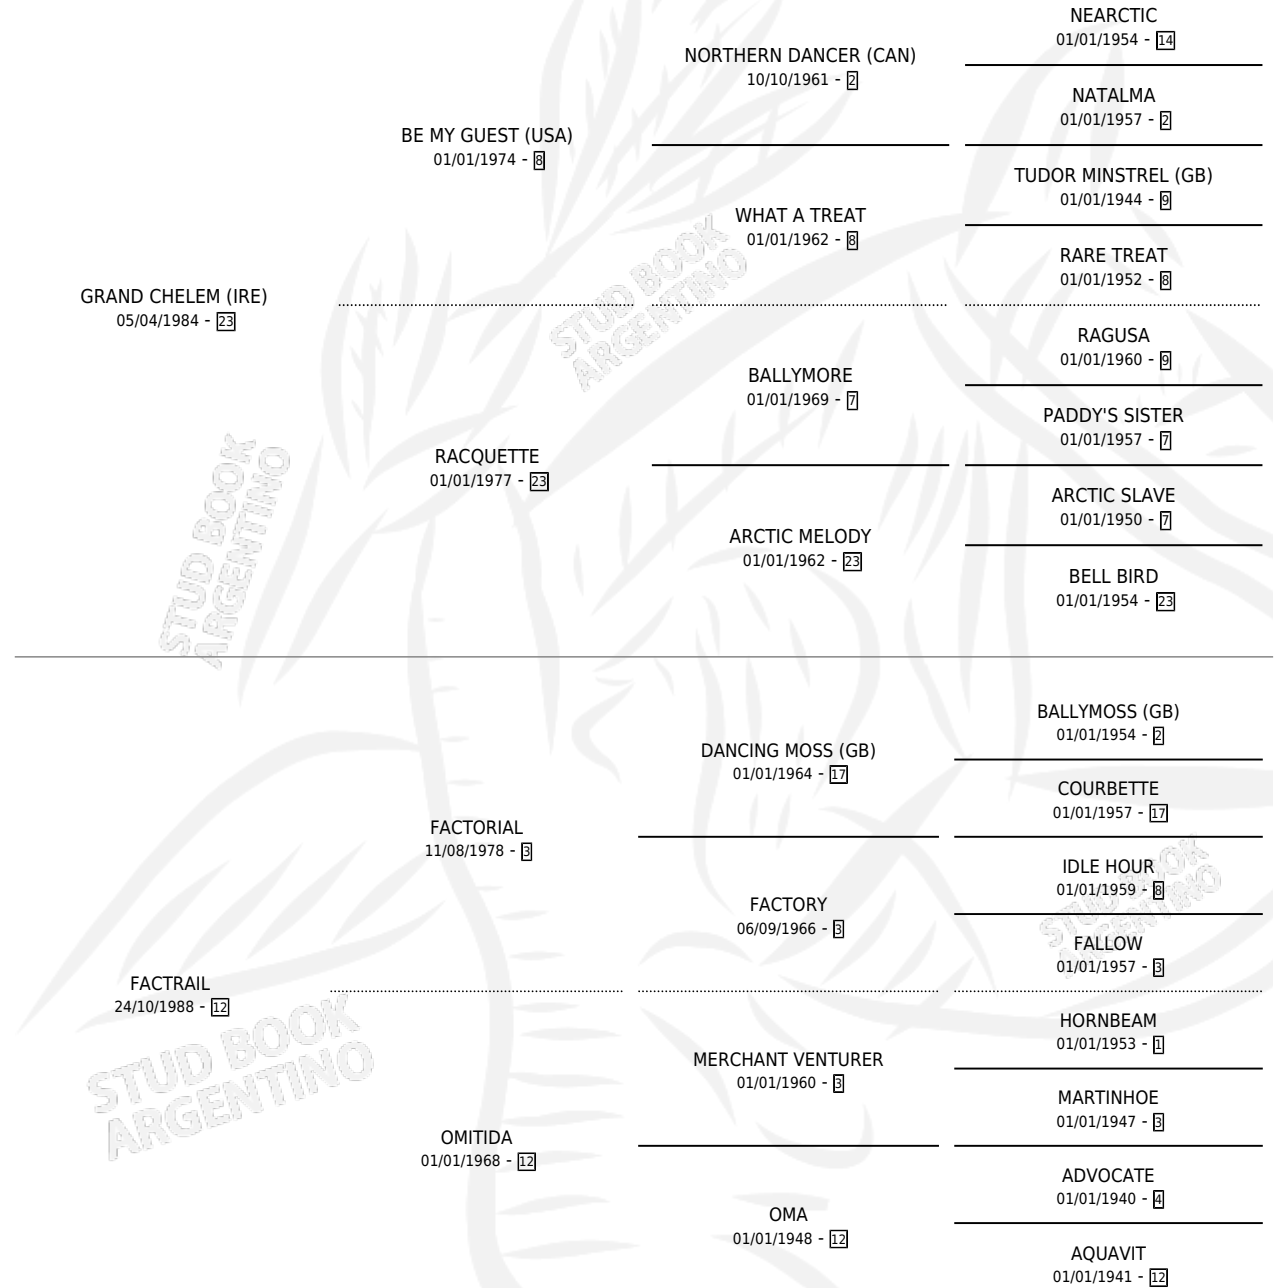 NEARCTIC
01/01/1954 - 14
NORTHERN DANCER (CAN)
10/10/1961 - 2
NATALMA
01/01/1957 - 2
BE MY GUEST (USA)
01/01/1974 - 8
TUDOR MINSTREL (GB)
01/01/1944 - 9
WHAT A TREAT
01/01/1962 - 8
RARE TREAT
01/01/1952 - 8
GRAND CHELEM (IRE)
05/04/1984 - 23
STUD BOOK
ARGENTINO
RAGUSA
01/01/1960 - 9
BALLYMORE
01/01/1969 - 7
PADDY'S SISTER
01/01/1957 - 7
RACQUETTE
01/01/1977 - 23
ARCTIC SLAVE
01/01/1950 - 7
ARCTIC MELODY
01/01/1962 - 23
BELL BIRD
01/01/1954 - 23
STUD BOOK
ARGENTINO
BALLYMOSS (GB)
01/01/1954 - 2
DANCING MOSS (GB)
01/01/1964 - 17
COURBETTE
01/01/1957 - 17
FACTORIAL
11/08/1978 - 3
IDLE HOUR
01/01/1959 - 8
FACTORY
06/09/1966 - 3
STUD BOOK
ARGENTINO
FALLOW
01/01/1957 - 3
FACTRAIL
24/10/1988 - 12
HORNBEAM
01/01/1953 - 1
MERCHANT VENTURER
01/01/1960 - 3
STUD BOOK
ARGENTINO
MARTINHOE
01/01/1947 - 3
OMITIDA
01/01/1968 - 12
ADVOCATE
01/01/1940 - 4
OMA
01/01/1948 - 12
AQUAVIT
01/01/1941 - 12